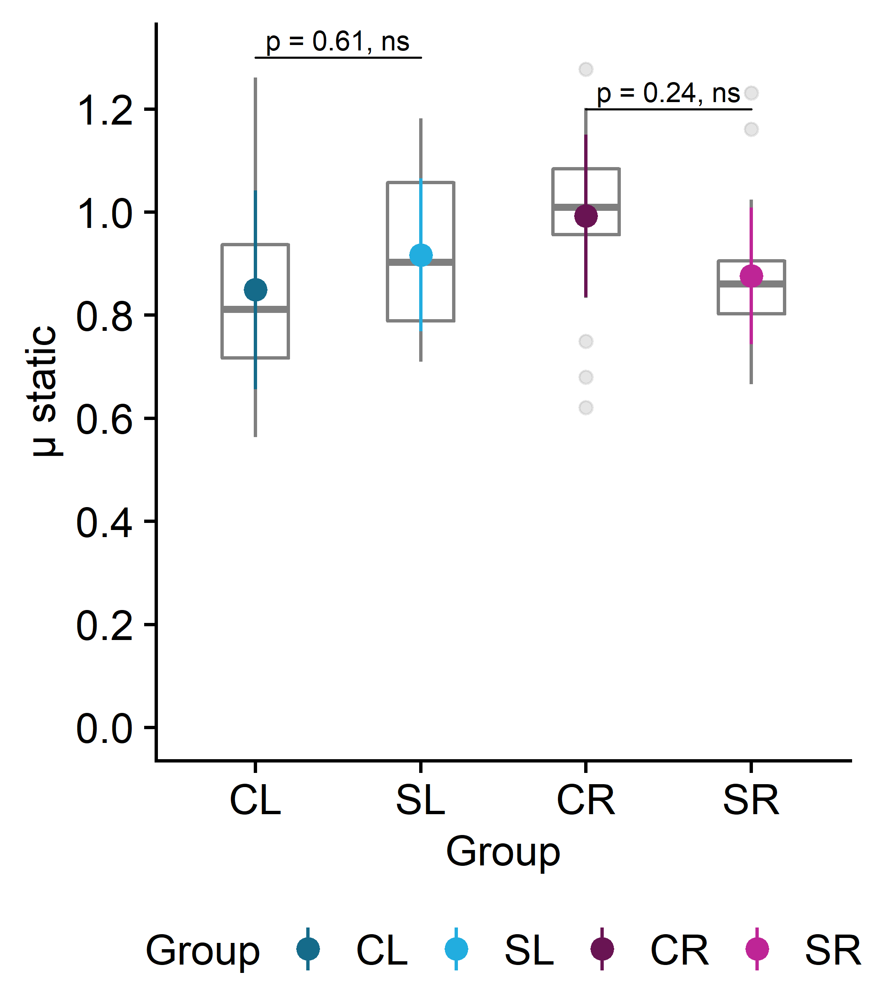 p = 0.61, ns
p = 0.24, ns
1.2
1.0
0.8
0.6
0.4
0.2
0.0
μ static
CL SL CR SR
Group
Group CL SL CR SR